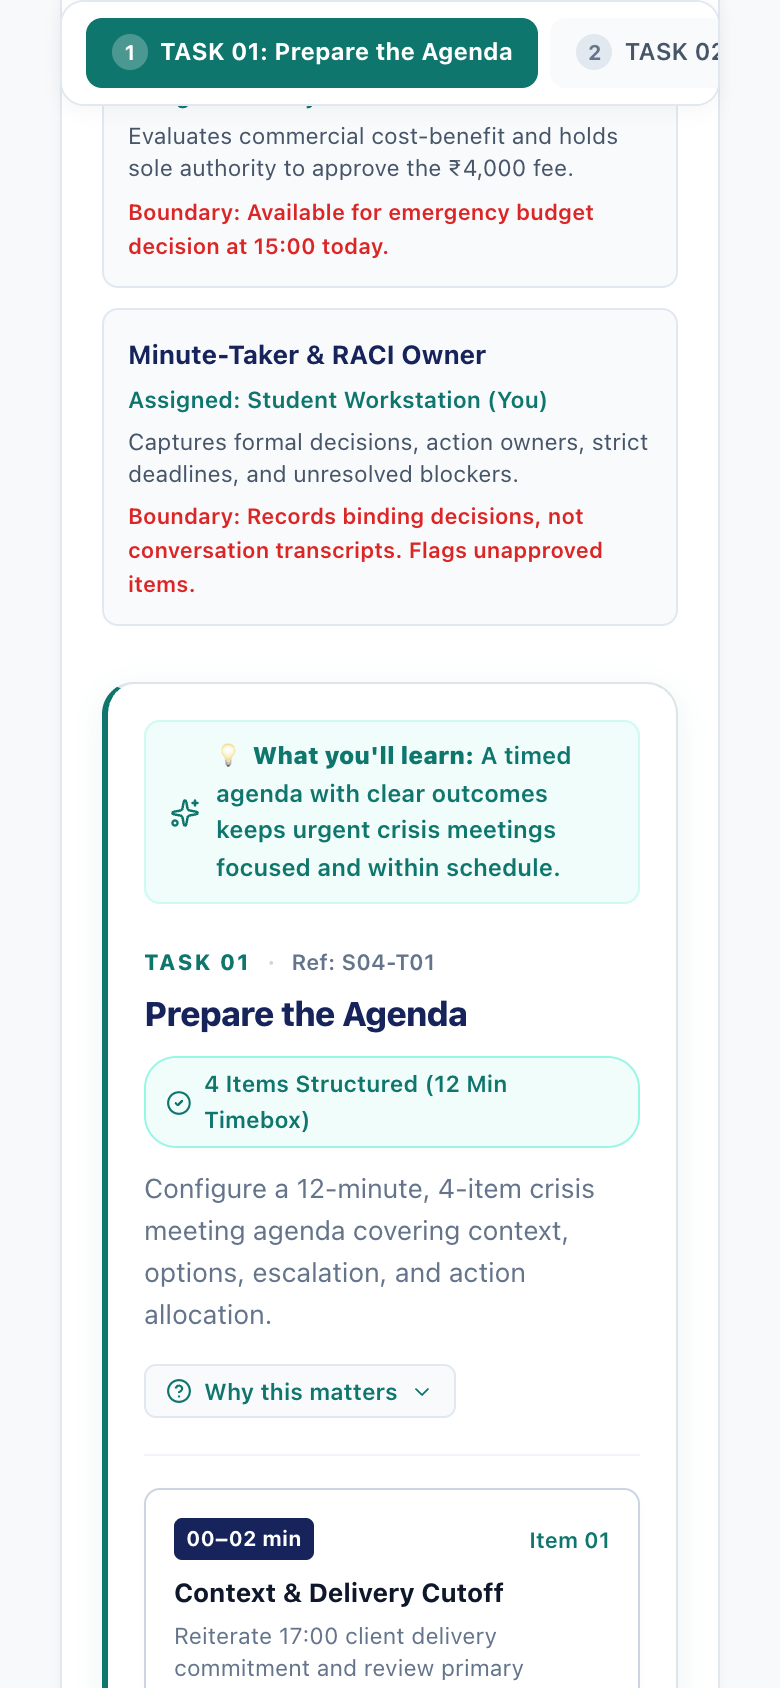 1 TASK 01: Prepare the Agenda
2 TASK 02
Evaluates commercial cost-benefit and holds
sole authority to approve the ₹4,000 fee.
Boundary: Available for emergency budget
decision at 15:00 today.
Minute-Taker & RACI Owner
Assigned: Student Workstation (You)
Captures formal decisions, action owners, strict
deadlines, and unresolved blockers.
Boundary: Records binding decisions, not
conversation transcripts. Flags unapproved
items.
💡 What you'll learn: A timed
agenda with clear outcomes
keeps urgent crisis meetings
focused and within schedule.
TASK 01 · Ref: S04-T01
Prepare the Agenda
4 Items Structured (12 Min
Timebox)
Configure a 12-minute, 4-item crisis
meeting agenda covering context,
options, escalation, and action
allocation.
Why this matters
00–02 min
Item 01
Context & Delivery Cutoff
Reiterate 17:00 client delivery
commitment and review primary